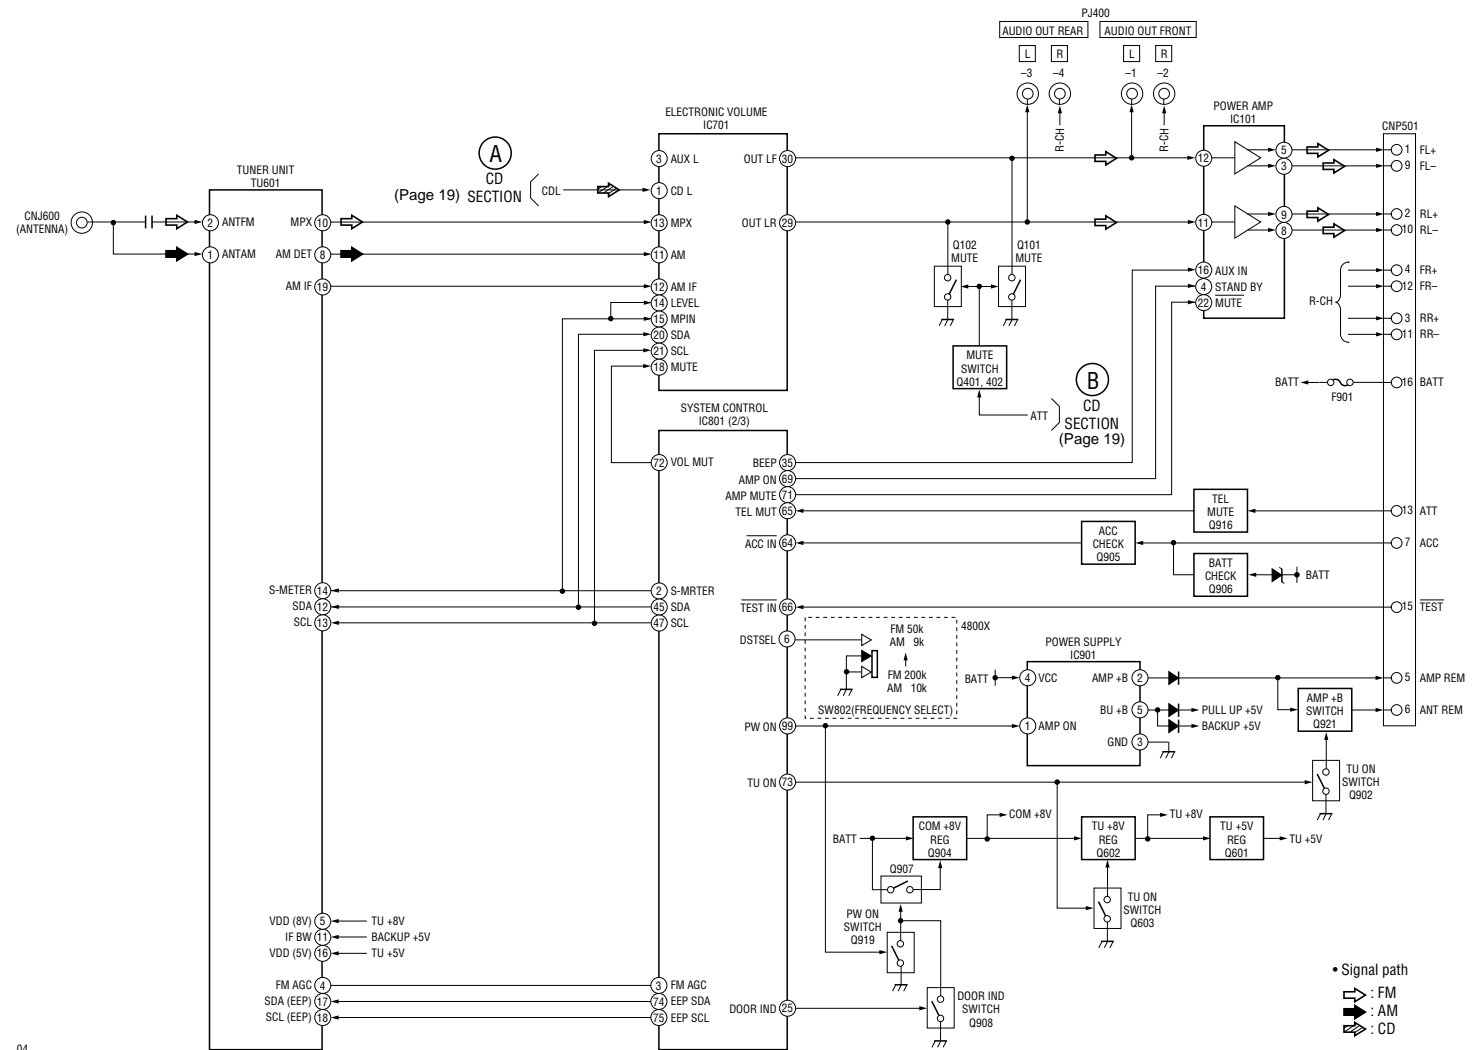 PJ400
AUDIO OUT REAR AUDIO OUT FRONT
L R L R
–3 –4 –1 –2
R-CH R-CH
POWER AMP
IC101
CNP501
ELECTRONIC VOLUME
IC701
TUNER UNIT
TU601
A
CD
(Page 19) SECTION
CDL
CNJ600
(ANTENNA)
2 ANTFM
1 ANTAM
MPX 10
AM DET 8
AM IF 19
3 AUX L
1 CD L
13 MPX
11 AM
12 AM IF
14 LEVEL
15 MPIN
20 SDA
21 SCL
18 MUTE
OUT LF 30
OUT LR 29
Q102
MUTE
Q101
MUTE
MUTE
SWITCH
Q401, 402
ATT
B
CD
SECTION
(Page 19)
12
11
5
3
9
8
16 AUX IN
4 STAND BY
22 MUTE
1 FL+
9 FL–
2 RL+
10 RL–
4 FR+
12 FR–
R-CH
3 RR+
11 RR–
BATT
F901
16 BATT
SYSTEM CONTROL
IC801 (2/3)
72 VOL MUT
BEEP 35
AMP ON 69
AMP MUTE 71
TEL MUT 65
ACC IN 64
TEL
MUTE
Q916
13 ATT
ACC
CHECK
Q905
7 ACC
BATT
CHECK
Q906
BATT
S-METER 14
SDA 12
SCL 13
2 S-MRTER
45 SDA
47 SCL
TEST IN 66
15 TEST
DSTSEL 6
FM 50k
AM 9k
FM 200k
AM 10k
4800X
SW802(FREQUENCY SELECT)
POWER SUPPLY
IC901
BATT
4 VCC
1 AMP ON
AMP +B 2
BU +B 5
GND 3
PULL UP +5V
BACKUP +5V
AMP +B
SWITCH
Q921
5 AMP REM
6 ANT REM
PW ON 99
TU ON 73
TU ON
SWITCH
Q902
BATT
COM +8V
REG
Q904
COM +8V
TU +8V
REG
Q602
TU +8V
TU +5V
REG
Q601
TU +5V
Q907
PW ON
SWITCH
Q919
TU ON
SWITCH
Q603
VDD (8V) 5 TU +8V
IF BW 11 BACKUP +5V
VDD (5V) 16 TU +5V
FM AGC 4
SDA (EEP) 17
SCL (EEP) 18
3 FM AGC
74 EEP SDA
75 EEP SCL
DOOR IND 25
DOOR IND
SWITCH
Q908
• Signal path
: FM
: AM
: CD
04